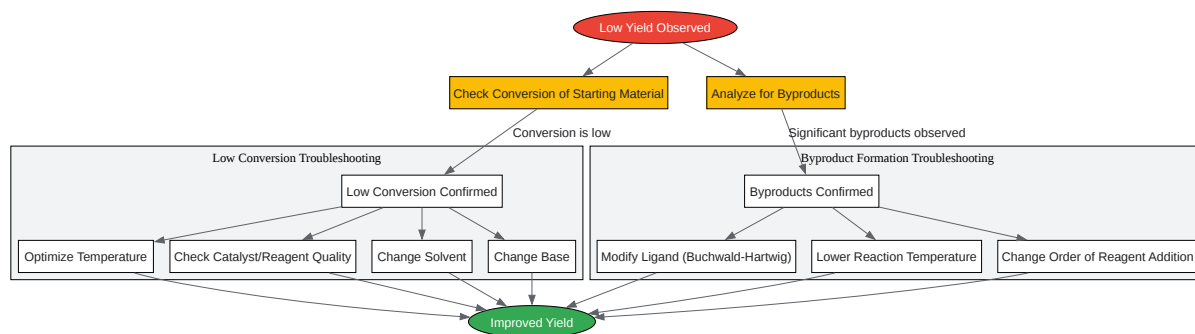 Low Yield Observed
Check Conversion of Starting Material
Analyze for Byproducts
Conversion is low
Significant byproducts observed
Low Conversion Troubleshooting
Byproduct Formation Troubleshooting
Low Conversion Confirmed
Byproducts Confirmed
Optimize Temperature
Check Catalyst/Reagent Quality
Change Solvent
Change Base
Modify Ligand (Buchwald-Hartwig)
Lower Reaction Temperature
Change Order of Reagent Addition
Improved Yield